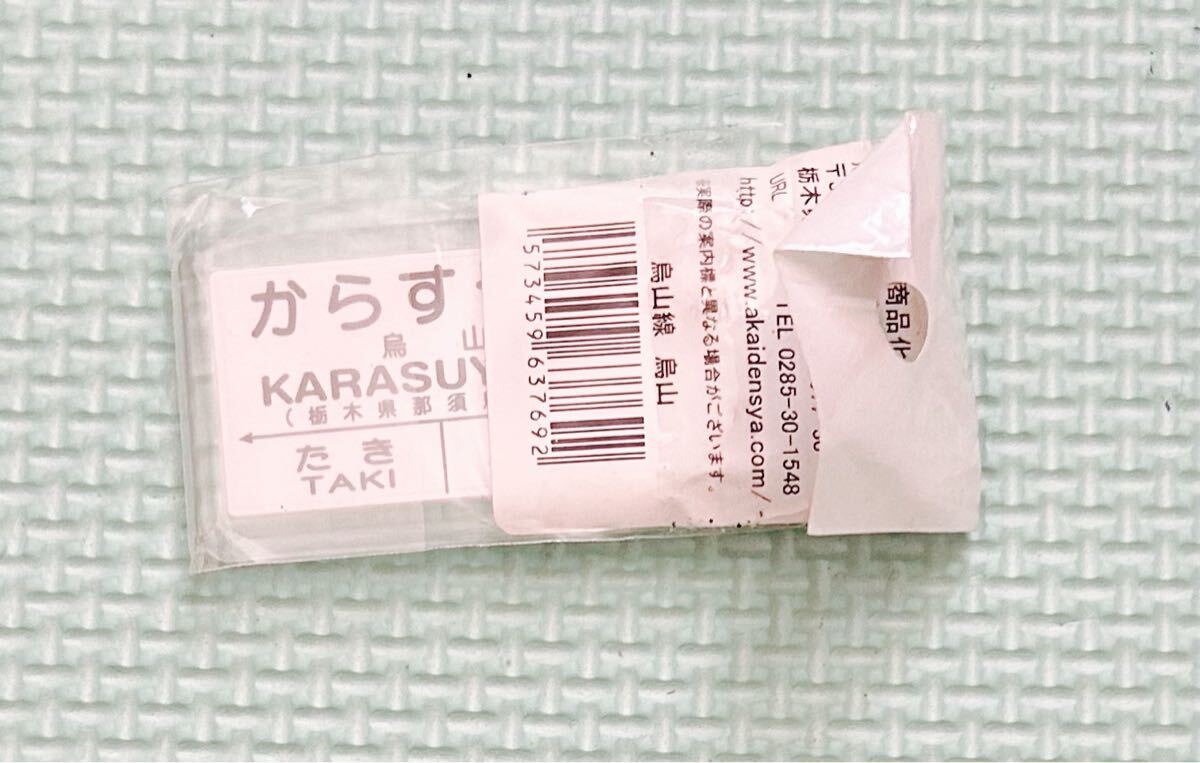 からす
烏 山
KARASUY
(栃木県那須
たき
TAKI
5734459637692
烏山線 烏山
※実際の案内標と異なる場合がございます。
http://www.akaidensya.com/
URL
TEL 0285-30-1548
栃木
商品化